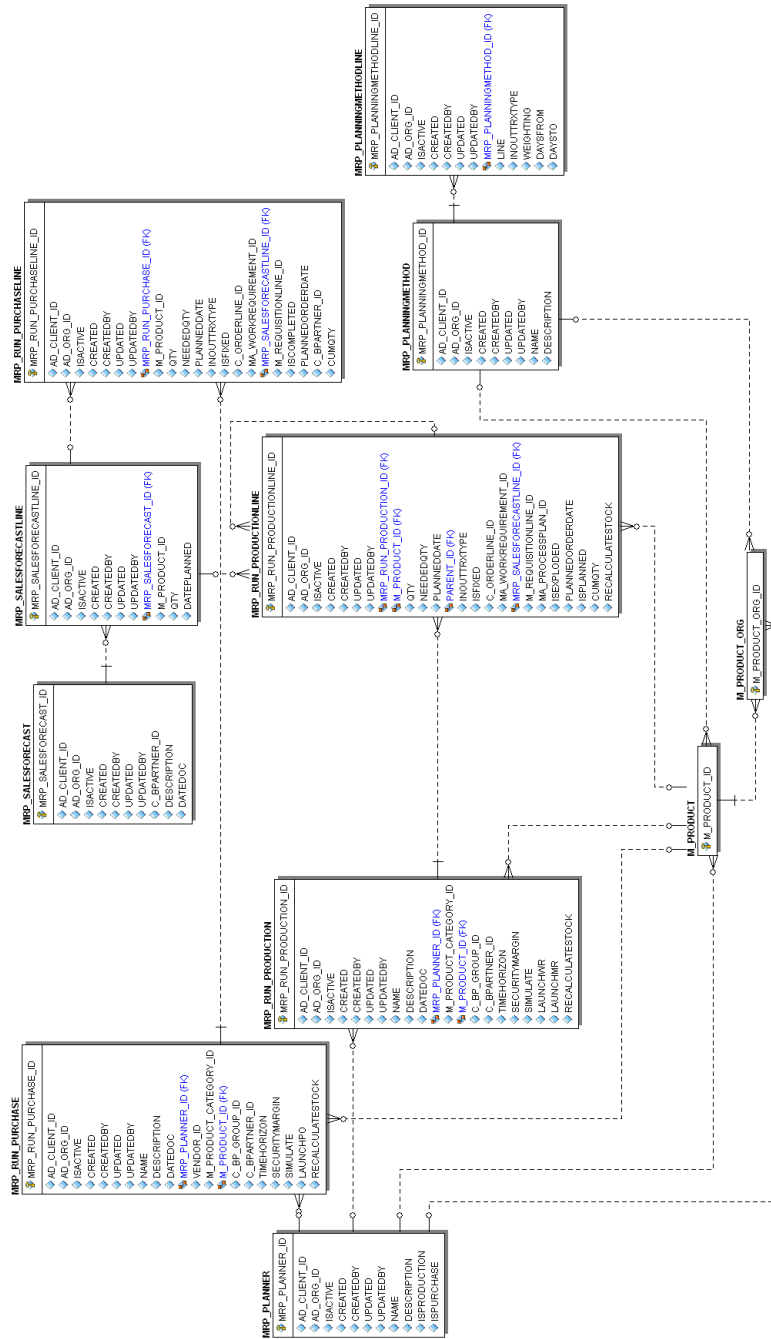 MRP_PLANNER
MRP_PLANNER_ID
AD_CLIENT_ID
AD_ORG_ID
ISACTIVE
CREATED
CREATEDBY
UPDATED
UPDATEDBY
NAME
DESCRIPTION
ISPRODUCTION
ISPURCHASE
MRP_RUN_PURCHASE
MRP_RUN_PURCHASE_ID
AD_CLIENT_ID
AD_ORG_ID
ISACTIVE
CREATED
CREATEDBY
UPDATED
UPDATEDBY
NAME
DESCRIPTION
DATEDOC
MRP_PLANNER_ID (FK)
VENDOR_ID
M_PRODUCT_CATEGORY_ID
M_PRODUCT_ID (FK)
C_BP_GROUP_ID
C_BPARTNER_ID
TIMEHORIZON
SECURITYMARGIN
SIMULATE
LAUNCHPO
RECALCULATESTOCK
MRP_RUN_PRODUCTION
MRP_RUN_PRODUCTION_ID
AD_CLIENT_ID
AD_ORG_ID
ISACTIVE
CREATED
CREATEDBY
UPDATED
UPDATEDBY
NAME
DESCRIPTION
DATEDOC
MRP_PLANNER_ID (FK)
M_PRODUCT_CATEGORY_ID
M_PRODUCT_ID (FK)
C_BP_GROUP_ID
C_BPARTNER_ID
TIMEHORIZON
SECURITYMARGIN
SIMULATE
LAUNCHWR
LAUNCHMR
RECALCULATESTOCK
MRP_SALESFORECAST
MRP_SALESFORECAST_ID
AD_CLIENT_ID
AD_ORG_ID
ISACTIVE
CREATED
CREATEDBY
UPDATED
UPDATEDBY
C_BPARTNER_ID
DESCRIPTION
DATEDOC
M_PRODUCT
M_PRODUCT_ID
MRP_SALESFORECASTLINE
MRP_SALESFORECASTLINE_ID
AD_CLIENT_ID
AD_ORG_ID
ISACTIVE
CREATED
CREATEDBY
UPDATED
UPDATEDBY
MRP_SALESFORECAST_ID (FK)
M_PRODUCT_ID
QTY
DATEPLANNED
MRP_RUN_PRODUCTIONLINE
MRP_RUN_PRODUCTIONLINE_ID
AD_CLIENT_ID
AD_ORG_ID
ISACTIVE
CREATED
CREATEDBY
UPDATED
UPDATEDBY
MRP_RUN_PRODUCTION_ID (FK)
M_PRODUCT_ID (FK)
QTY
NEEDEDQTY
PLANNEDDATE
PARENT_ID (FK)
INOUTTRXTYPE
ISFIXED
C_ORDERLINE_ID
MA_WORKREQUIREMENT_ID
MRP_SALESFORECASTLINE_ID (FK)
M_REQUISITIONLINE_ID
MA_PROCESSPLAN_ID
ISEXPLODED
PLANNEDORDERDATE
ISPLANNED
CUMQTY
RECALCULATESTOCK
M_PRODUCT_ORG
M_PRODUCT_ORG_ID
MRP_RUN_PURCHASELINE
MRP_RUN_PURCHASELINE_ID
AD_CLIENT_ID
AD_ORG_ID
ISACTIVE
CREATED
CREATEDBY
UPDATED
UPDATEDBY
MRP_RUN_PURCHASE_ID (FK)
M_PRODUCT_ID
QTY
NEEDEDQTY
PLANNEDDATE
INOUTTRXTYPE
ISFIXED
C_ORDERLINE_ID
MA_WORKREQUIREMENT_ID
MRP_SALESFORECASTLINE_ID (FK)
M_REQUISITIONLINE_ID
ISCOMPLETED
PLANNEDORDERDATE
C_BPARTNER_ID
CUMQTY
MRP_PLANNINGMETHOD
MRP_PLANNINGMETHOD_ID
AD_CLIENT_ID
AD_ORG_ID
ISACTIVE
CREATED
CREATEDBY
UPDATED
UPDATEDBY
NAME
DESCRIPTION
MRP_PLANNINGMETHODLINE
MRP_PLANNINGMETHODLINE_ID
AD_CLIENT_ID
AD_ORG_ID
ISACTIVE
CREATED
CREATEDBY
UPDATED
UPDATEDBY
MRP_PLANNINGMETHOD_ID (FK)
LINE
INOUTTRXTYPE
WEIGHTING
DAYSFROM
DAYSTO